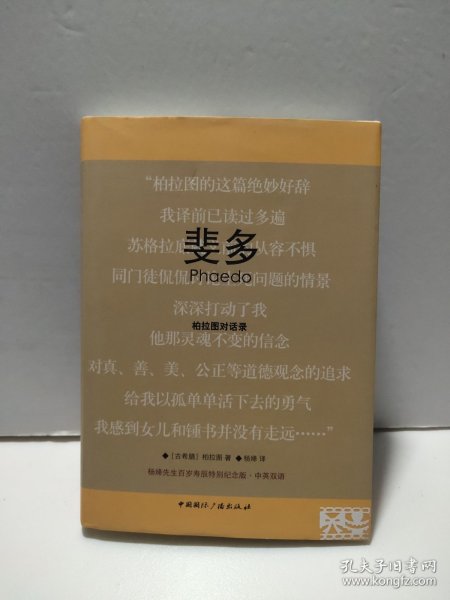 “柏拉图的这篇绝妙好辞
我译前已读过多遍
苏格拉底 从容不惧
斐多
同门徒侃侃 问题的情景
Phaedo
深深打动了我
柏拉图对话录
他那灵魂不变的信念
对真、善、美、公正等道德观念的追求
给我以孤单单活下去的勇气
我感到女儿和锺书并没有走远……”
◆ [古希腊] 柏拉图 著 ◆ 杨绛 译
杨绛先生百岁寿辰特别纪念版·中英双语
中国国际广播出版社
孔夫子旧书网
www.kongfz.com